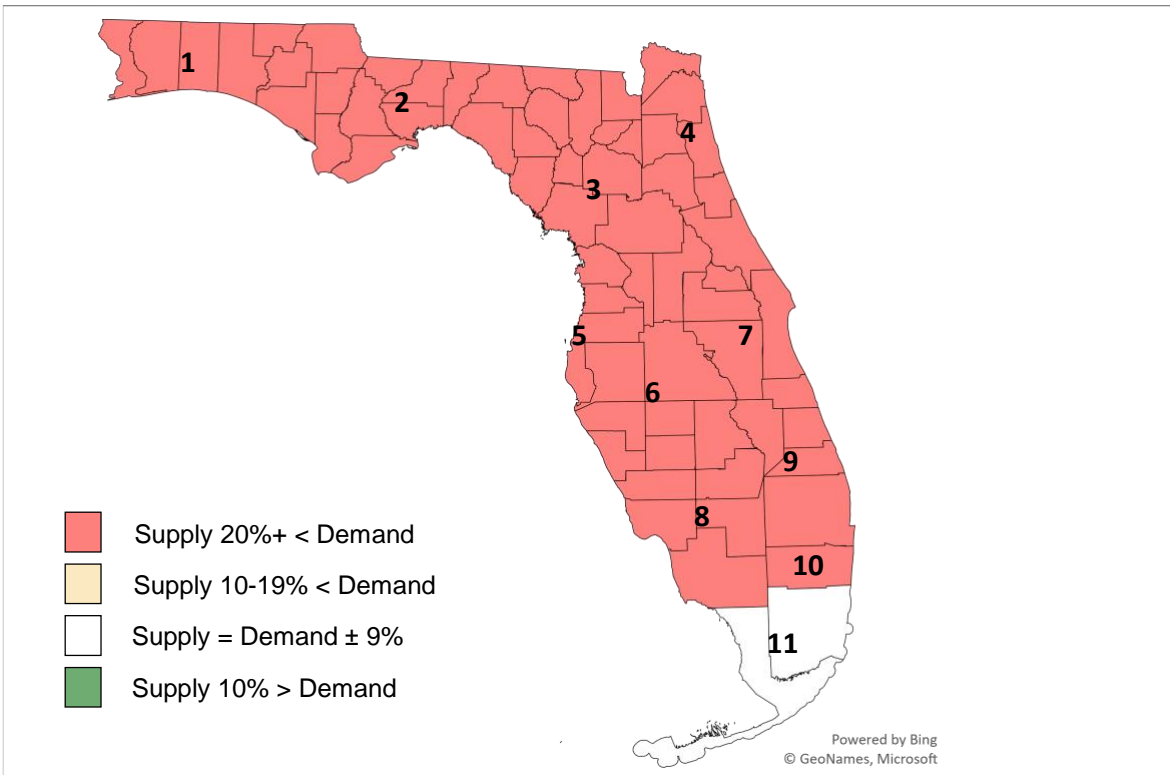 1
2
4
3
5
7
6
9
8
10
11
Supply 20%+ < Demand
Supply 10-19% < Demand
Supply = Demand ± 9%
Supply 10% > Demand
Powered by Bing
© GeoNames, Microsoft